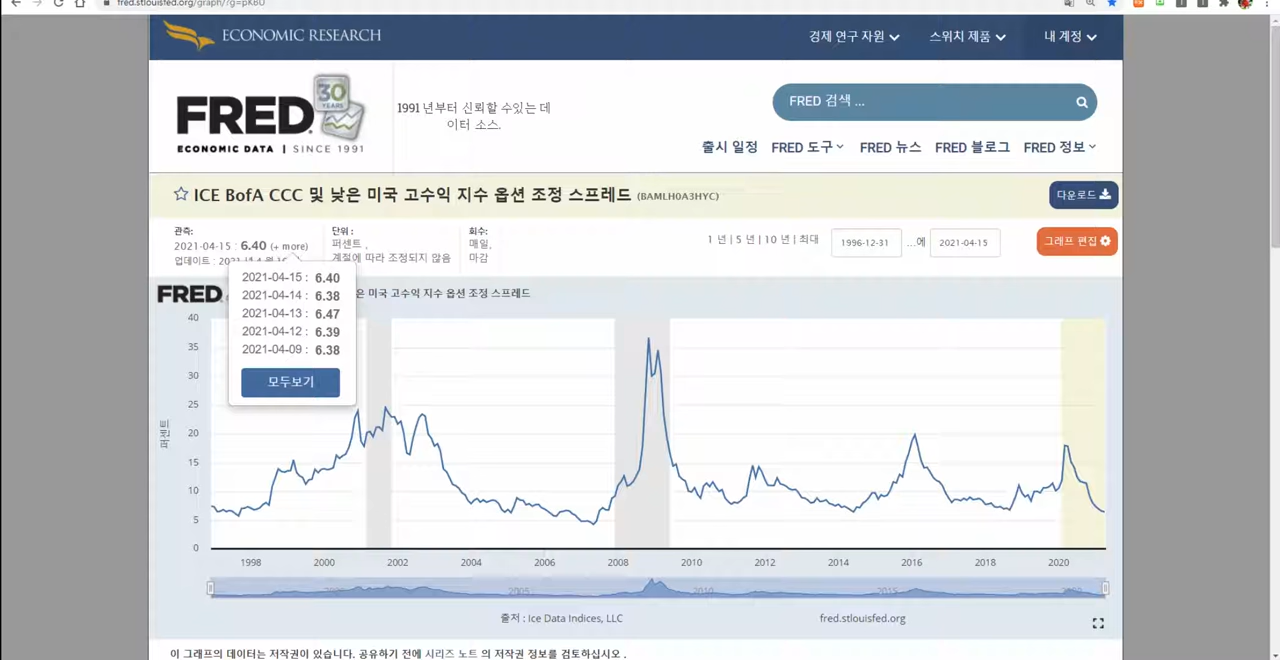 fred.stlouisfed.org/graph/?g=pKBU
ECONOMIC RESEARCH
경제 연구 자원
스위치 제품
내 계정
FRED
30 YEARS
ECONOMIC DATA | SINCE 1991
1991 년부터 신뢰할 수있는 데
이터 소스.
FRED 검색 ...
출시 일정 FRED 도구 FRED 뉴스 FRED 블로그 FRED 정보
ICE BofA CCC 및 낮은 미국 고수익 지수 옵션 조정 스프레드 (BAMLH0A3HYC)
다운로드
관측:
2021-04-15 : 6.40 (+ more)
업데이트 :
단위 :
퍼센트 ,
계절에 따라 조정되지 않음
회수:
매일,
마감
1 년 | 5 년 | 10 년 | 최대
1996-12-31
...에
2021-04-15
그래프 편집
2021-04-15 : 6.40
2021-04-14 : 6.38
2021-04-13 : 6.47
2021-04-12 : 6.39
2021-04-09 : 6.38
모두보기
FRED
은 미국 고수익 지수 옵션 조정 스프레드
퍼센트
40
35
30
25
20
15
10
5
0
1998 2000 2002 2004 2006 2008 2010 2012 2014 2016 2018 2020
2005 2010 2015
출처 : Ice Data Indices, LLC
fred.stlouisfed.org
이 그래프의 데이터는 저작권이 있습니다. 공유하기 전에 시리즈 노트 의 저작권 정보를 검토하십시오 .